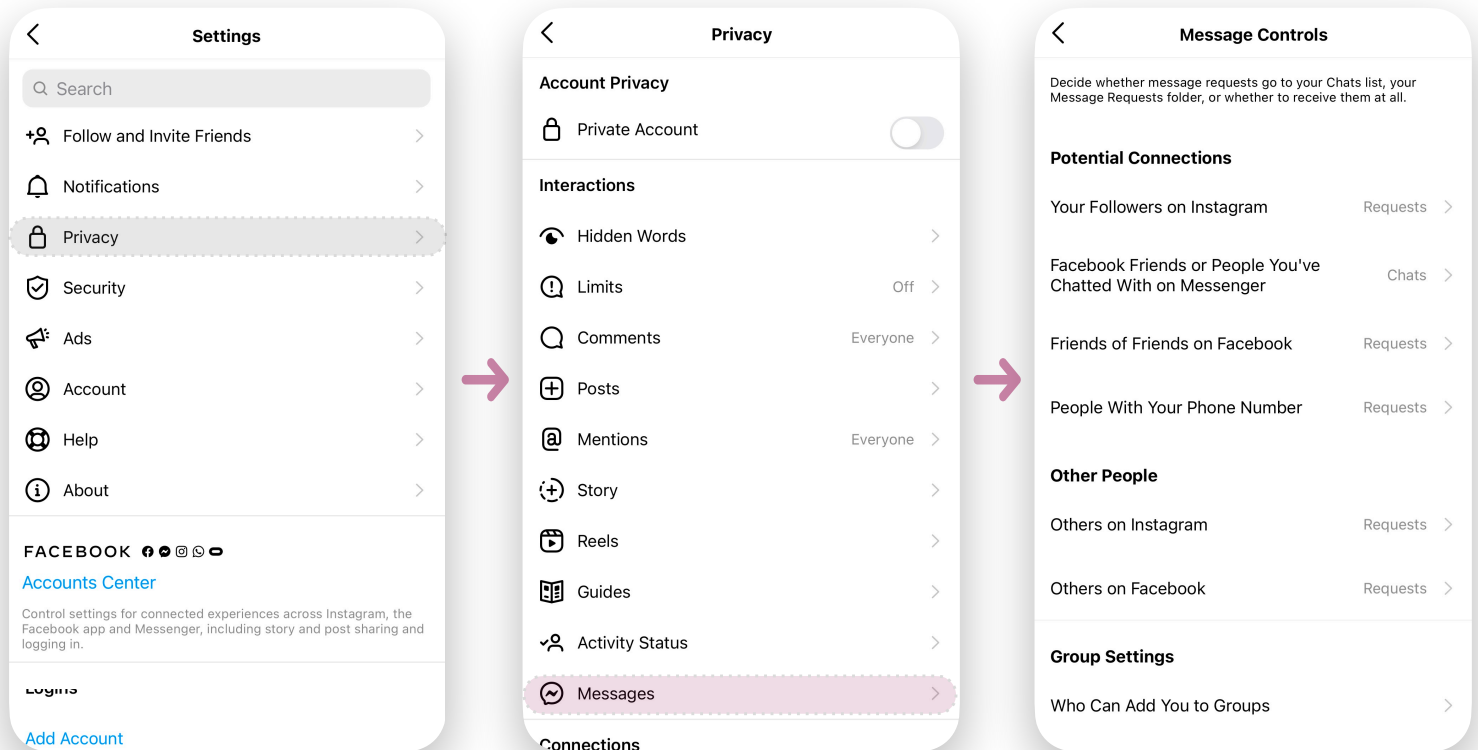 Settings
Search
Follow and Invite Friends
Notifications
Privacy
Security
Ads
Account
Help
About
FACEBOOK
Accounts Center
Control settings for connected experiences across Instagram, the
Facebook app and Messenger, including story and post sharing and
logging in.
Logins
Add Account
Privacy
Account Privacy
Private Account
Interactions
Hidden Words
Limits Off
Comments Everyone
Posts
Mentions Everyone
Story
Reels
Guides
Activity Status
Messages
Connections
Message Controls
Decide whether message requests go to your Chats list, your
Message Requests folder, or whether to receive them at all.
Potential Connections
Your Followers on Instagram Requests
Facebook Friends or People You've
Chatted With on Messenger Chats
Friends of Friends on Facebook Requests
People With Your Phone Number Requests
Other People
Others on Instagram Requests
Others on Facebook Requests
Group Settings
Who Can Add You to Groups